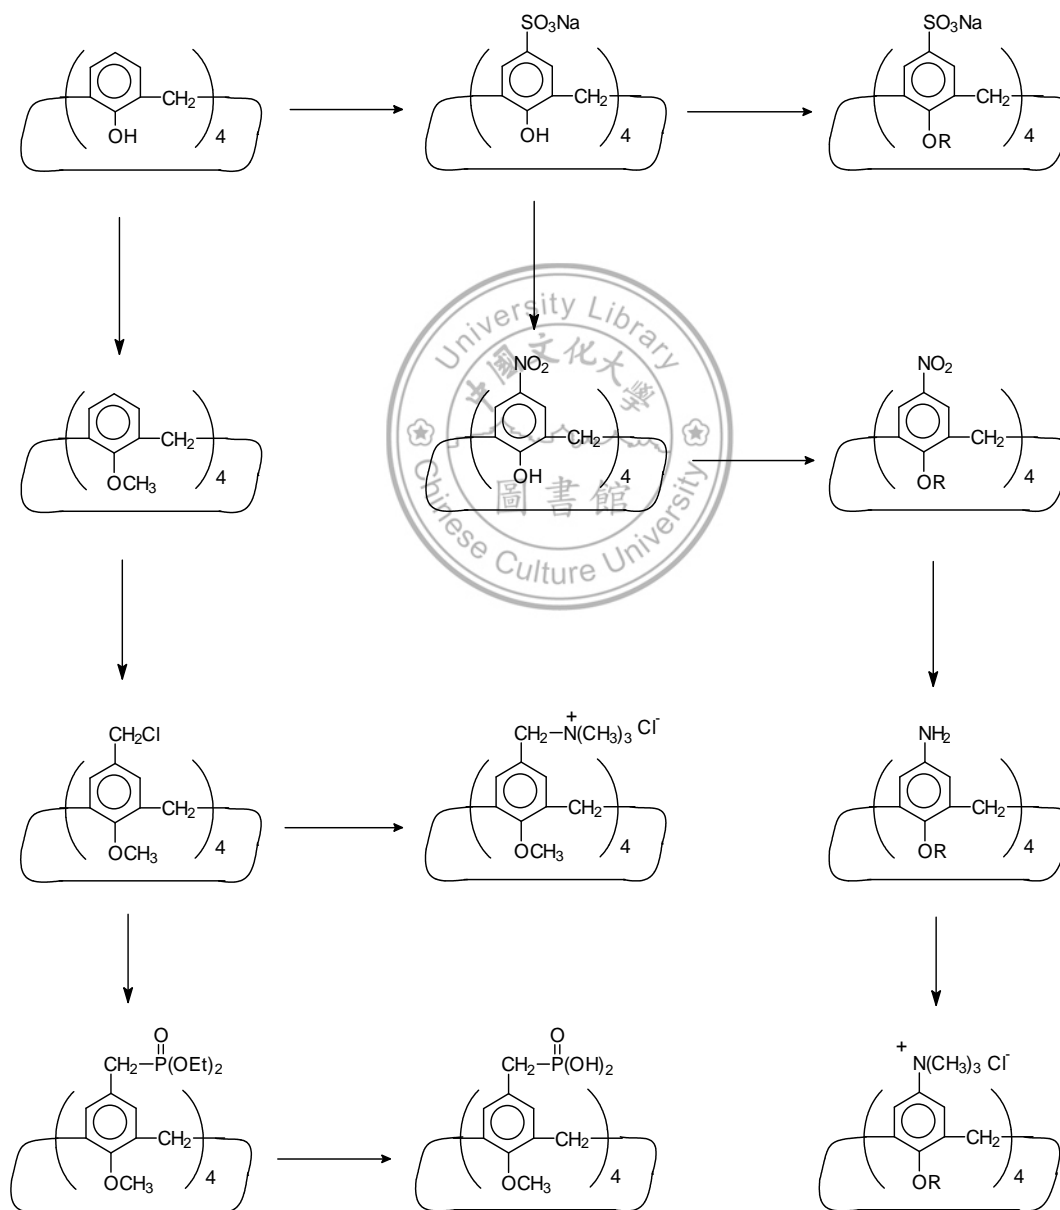 SO₃Na
SO₃Na
CH₂
OH
4
CH₂
OH
4
CH₂
OR
4
University Library
中國文化大學
圖書館
Chinese Culture University
NO₂
NO₂
CH₂
OCH₃
4
CH₂
OH
4
CH₂
OR
4
CH₂Cl
CH₂
OCH₃
4
CH₂–N⁺(CH₃)₃ Cl⁻
CH₂
OCH₃
4
NH₂
CH₂
OR
4
O
CH₂–P(OEt)₂
CH₂
OCH₃
4
O
CH₂–P(OH)₂
CH₂
OCH₃
4
+
N(CH₃)₃ Cl⁻
CH₂
OR
4